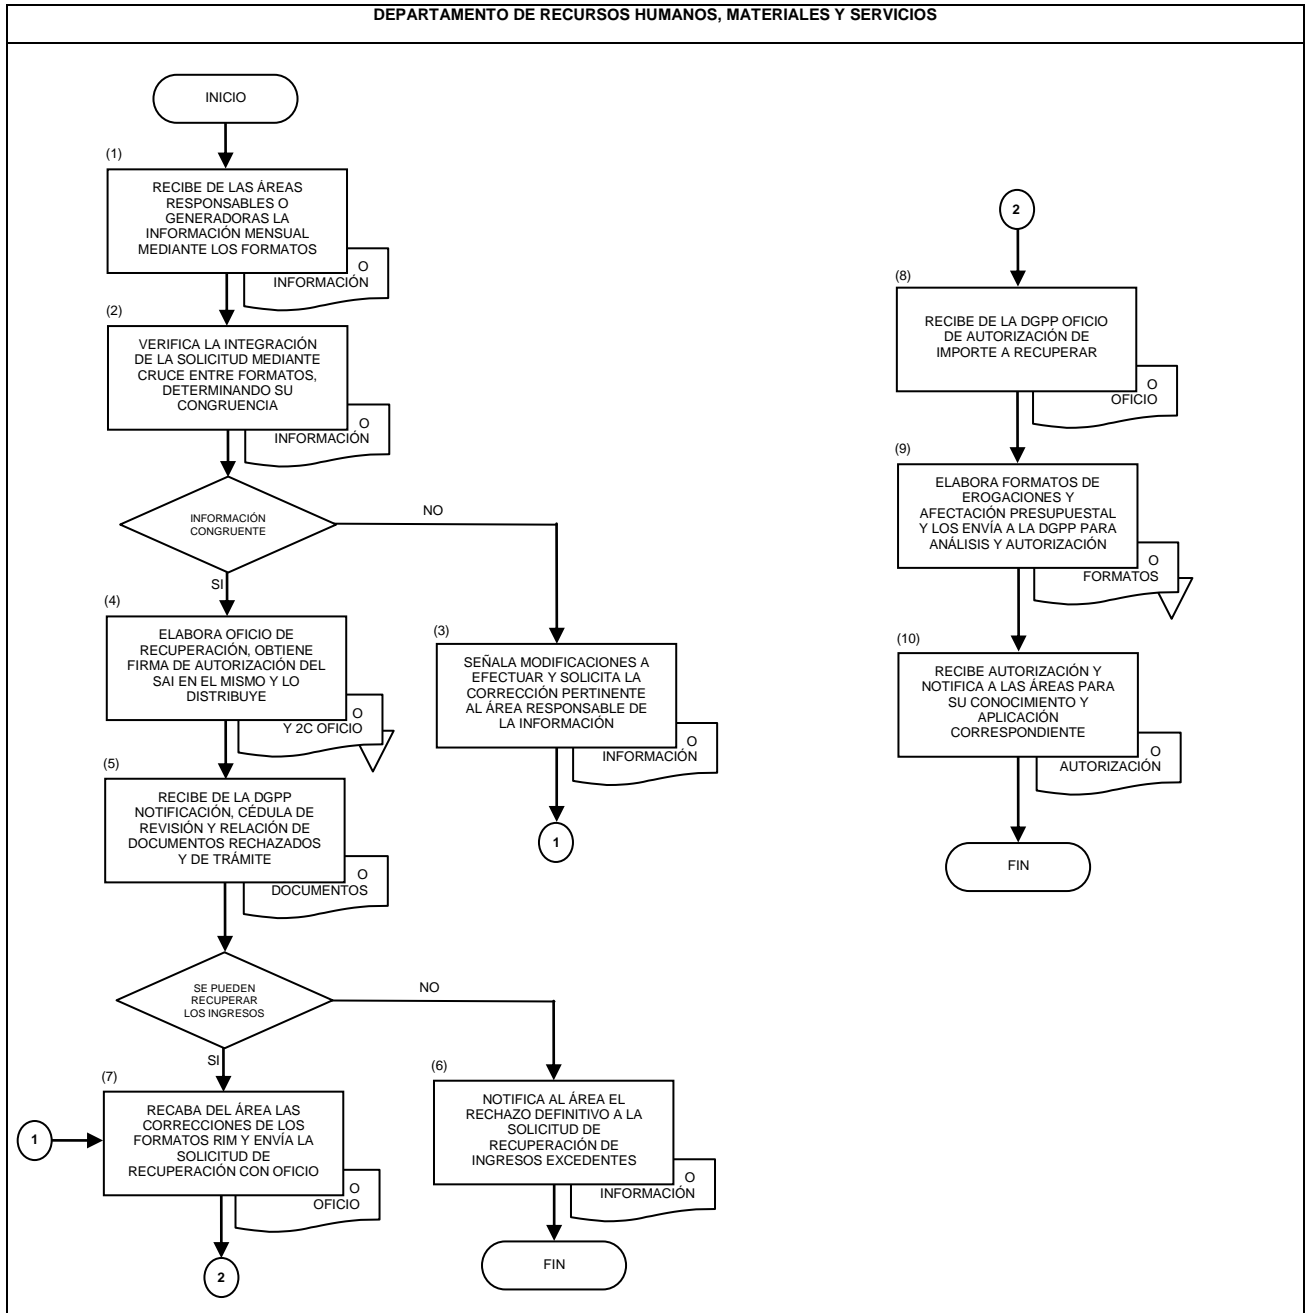 DEPARTAMENTO DE RECURSOS HUMANOS, MATERIALES Y SERVICIOS
INICIO
(1)
RECIBE DE LAS ÁREAS
RESPONSABLES O
GENERADORAS LA
INFORMACIÓN MENSUAL
MEDIANTE LOS FORMATOS
O
INFORMACIÓN
(2)
VERIFICA LA INTEGRACIÓN
DE LA SOLICITUD MEDIANTE
CRUCE ENTRE FORMATOS,
DETERMINANDO SU
CONGRUENCIA
O
INFORMACIÓN
INFORMACIÓN
CONGRUENTE
NO
SI
(4)
ELABORA OFICIO DE
RECUPERACIÓN, OBTIENE
FIRMA DE AUTORIZACIÓN DEL
SAI EN EL MISMO Y LO
DISTRIBUYE
O
Y 2C OFICIO
(3)
SEÑALA MODIFICACIONES A
EFECTUAR Y SOLICITA LA
CORRECCIÓN PERTINENTE
AL ÁREA RESPONSABLE DE
LA INFORMACIÓN
O
INFORMACIÓN
1
(5)
RECIBE DE LA DGPP
NOTIFICACIÓN, CÉDULA DE
REVISIÓN Y RELACIÓN DE
DOCUMENTOS RECHAZADOS
Y DE TRÁMITE
O
DOCUMENTOS
SE PUEDEN
RECUPERAR
LOS INGRESOS
NO
SI
(7)
1
RECABA DEL ÁREA LAS
CORRECCIONES DE LOS
FORMATOS RIM Y ENVÍA LA
SOLICITUD DE
RECUPERACIÓN CON OFICIO
O
OFICIO
2
(6)
NOTIFICA AL ÁREA EL
RECHAZO DEFINITIVO A LA
SOLICITUD DE
RECUPERACIÓN DE
INGRESOS EXCEDENTES
O
INFORMACIÓN
FIN
2
(8)
RECIBE DE LA DGPP OFICIO
DE AUTORIZACIÓN DE
IMPORTE A RECUPERAR
O
OFICIO
(9)
ELABORA FORMATOS DE
EROGACIONES Y
AFECTACIÓN PRESUPUESTAL
Y LOS ENVÍA A LA DGPP PARA
ANÁLISIS Y AUTORIZACIÓN
O
FORMATOS
(10)
RECIBE AUTORIZACIÓN Y
NOTIFICA A LAS ÁREAS PARA
SU CONOCIMIENTO Y
APLICACIÓN
CORRESPONDIENTE
O
AUTORIZACIÓN
FIN